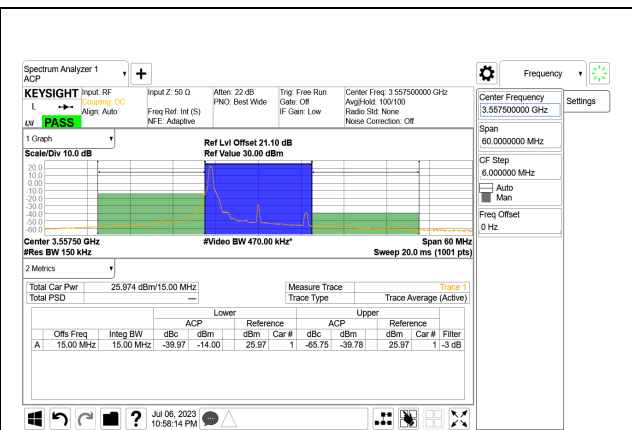 Spectrum Analyzer 1
ACP
Frequency
KEYSIGHT Input: RF Input Z: 50 Ω Atten: 22 dB Trig: Free Run Center Freq: 3.557500000 GHz
L Coupling: DC PNO: Best Wide Gate: Off Avg|Hold: 100/100
Align: Auto Freq Ref: Int (S) IF Gain: Low Radio Std: None
LXI PASS NFE: Adaptive Noise Correction: Off
Center Frequency
3.557500000 GHz
Settings
Span
60.0000000 MHz
CF Step
6.000000 MHz
Auto
Man
Freq Offset
0 Hz
1 Graph
Ref Lvl Offset 21.10 dB
Scale/Div 10.0 dB Ref Value 30.00 dBm
20.0
10.0
0.00
-10.0
-20.0
-30.0
-40.0
-50.0
-60.0
Center 3.55750 GHz #Video BW 470.00 kHz* Span 60 MHz
#Res BW 150 kHz Sweep 20.0 ms (1001 pts)
2 Metrics
Total Car Pwr 25.974 dBm/15.00 MHz Measure Trace Trace 1
Total PSD --- Trace Type Trace Average (Active)
Lower Upper
ACP Reference ACP Reference
Offs Freq Integ BW dBc dBm dBm Car # dBc dBm dBm Car # Filter
A 15.00 MHz 15.00 MHz -39.97 -14.00 25.97 1 -65.75 -39.78 25.97 1 -3 dB
? Jul 06, 2023
10:58:14 PM